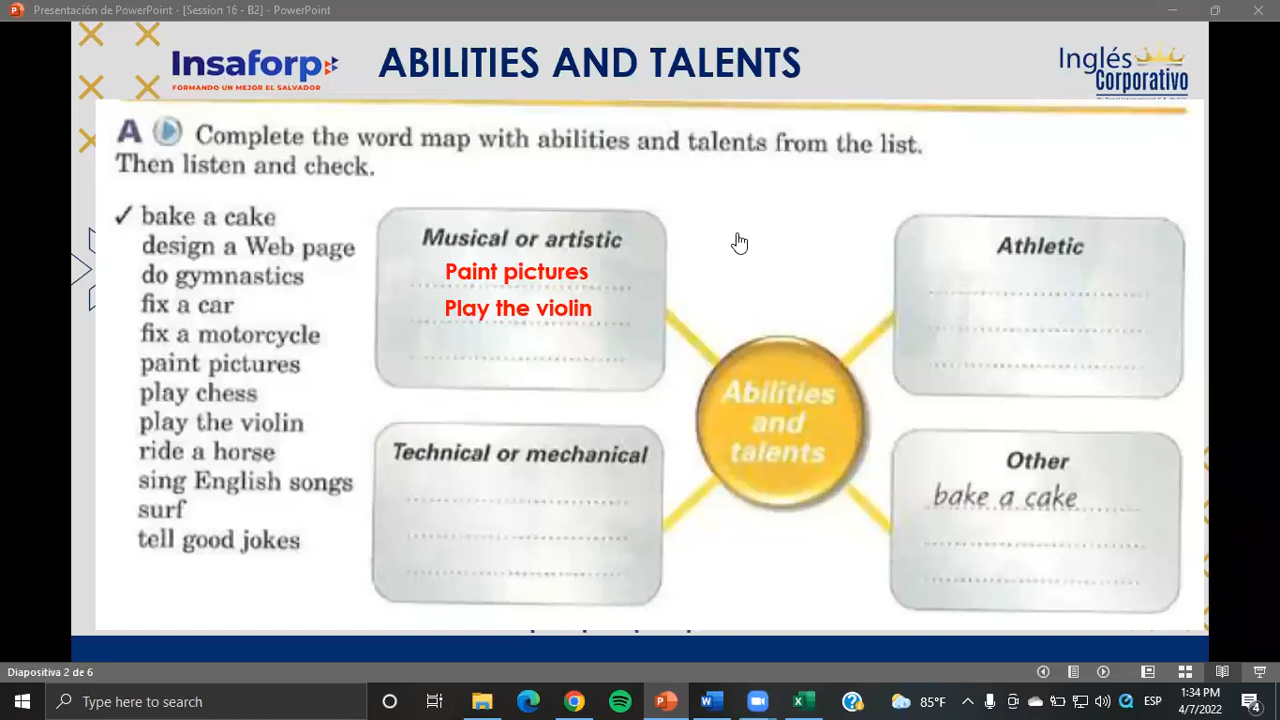 Presentación de PowerPoint - [Session 16 - B2] - PowerPoint
Insaforp
FORMANDO UN MEJOR EL SALVADOR
ABILITIES AND TALENTS
Inglés
Corporativo
A Complete the word map with abilities and talents from the list.
Then listen and check.
✓ bake a cake
design a Web page
do gymnastics
fix a car
fix a motorcycle
paint pictures
play chess
play the violin
ride a horse
sing English songs
surf
tell good jokes
Musical or artistic
Paint pictures
Play the violin
Athletic
Technical or mechanical
Abilities
and
talents
Other
bake a cake
Diapositiva 2 de 6
Type here to search
85°F
ESP
1:34 PM
4/7/2022
4